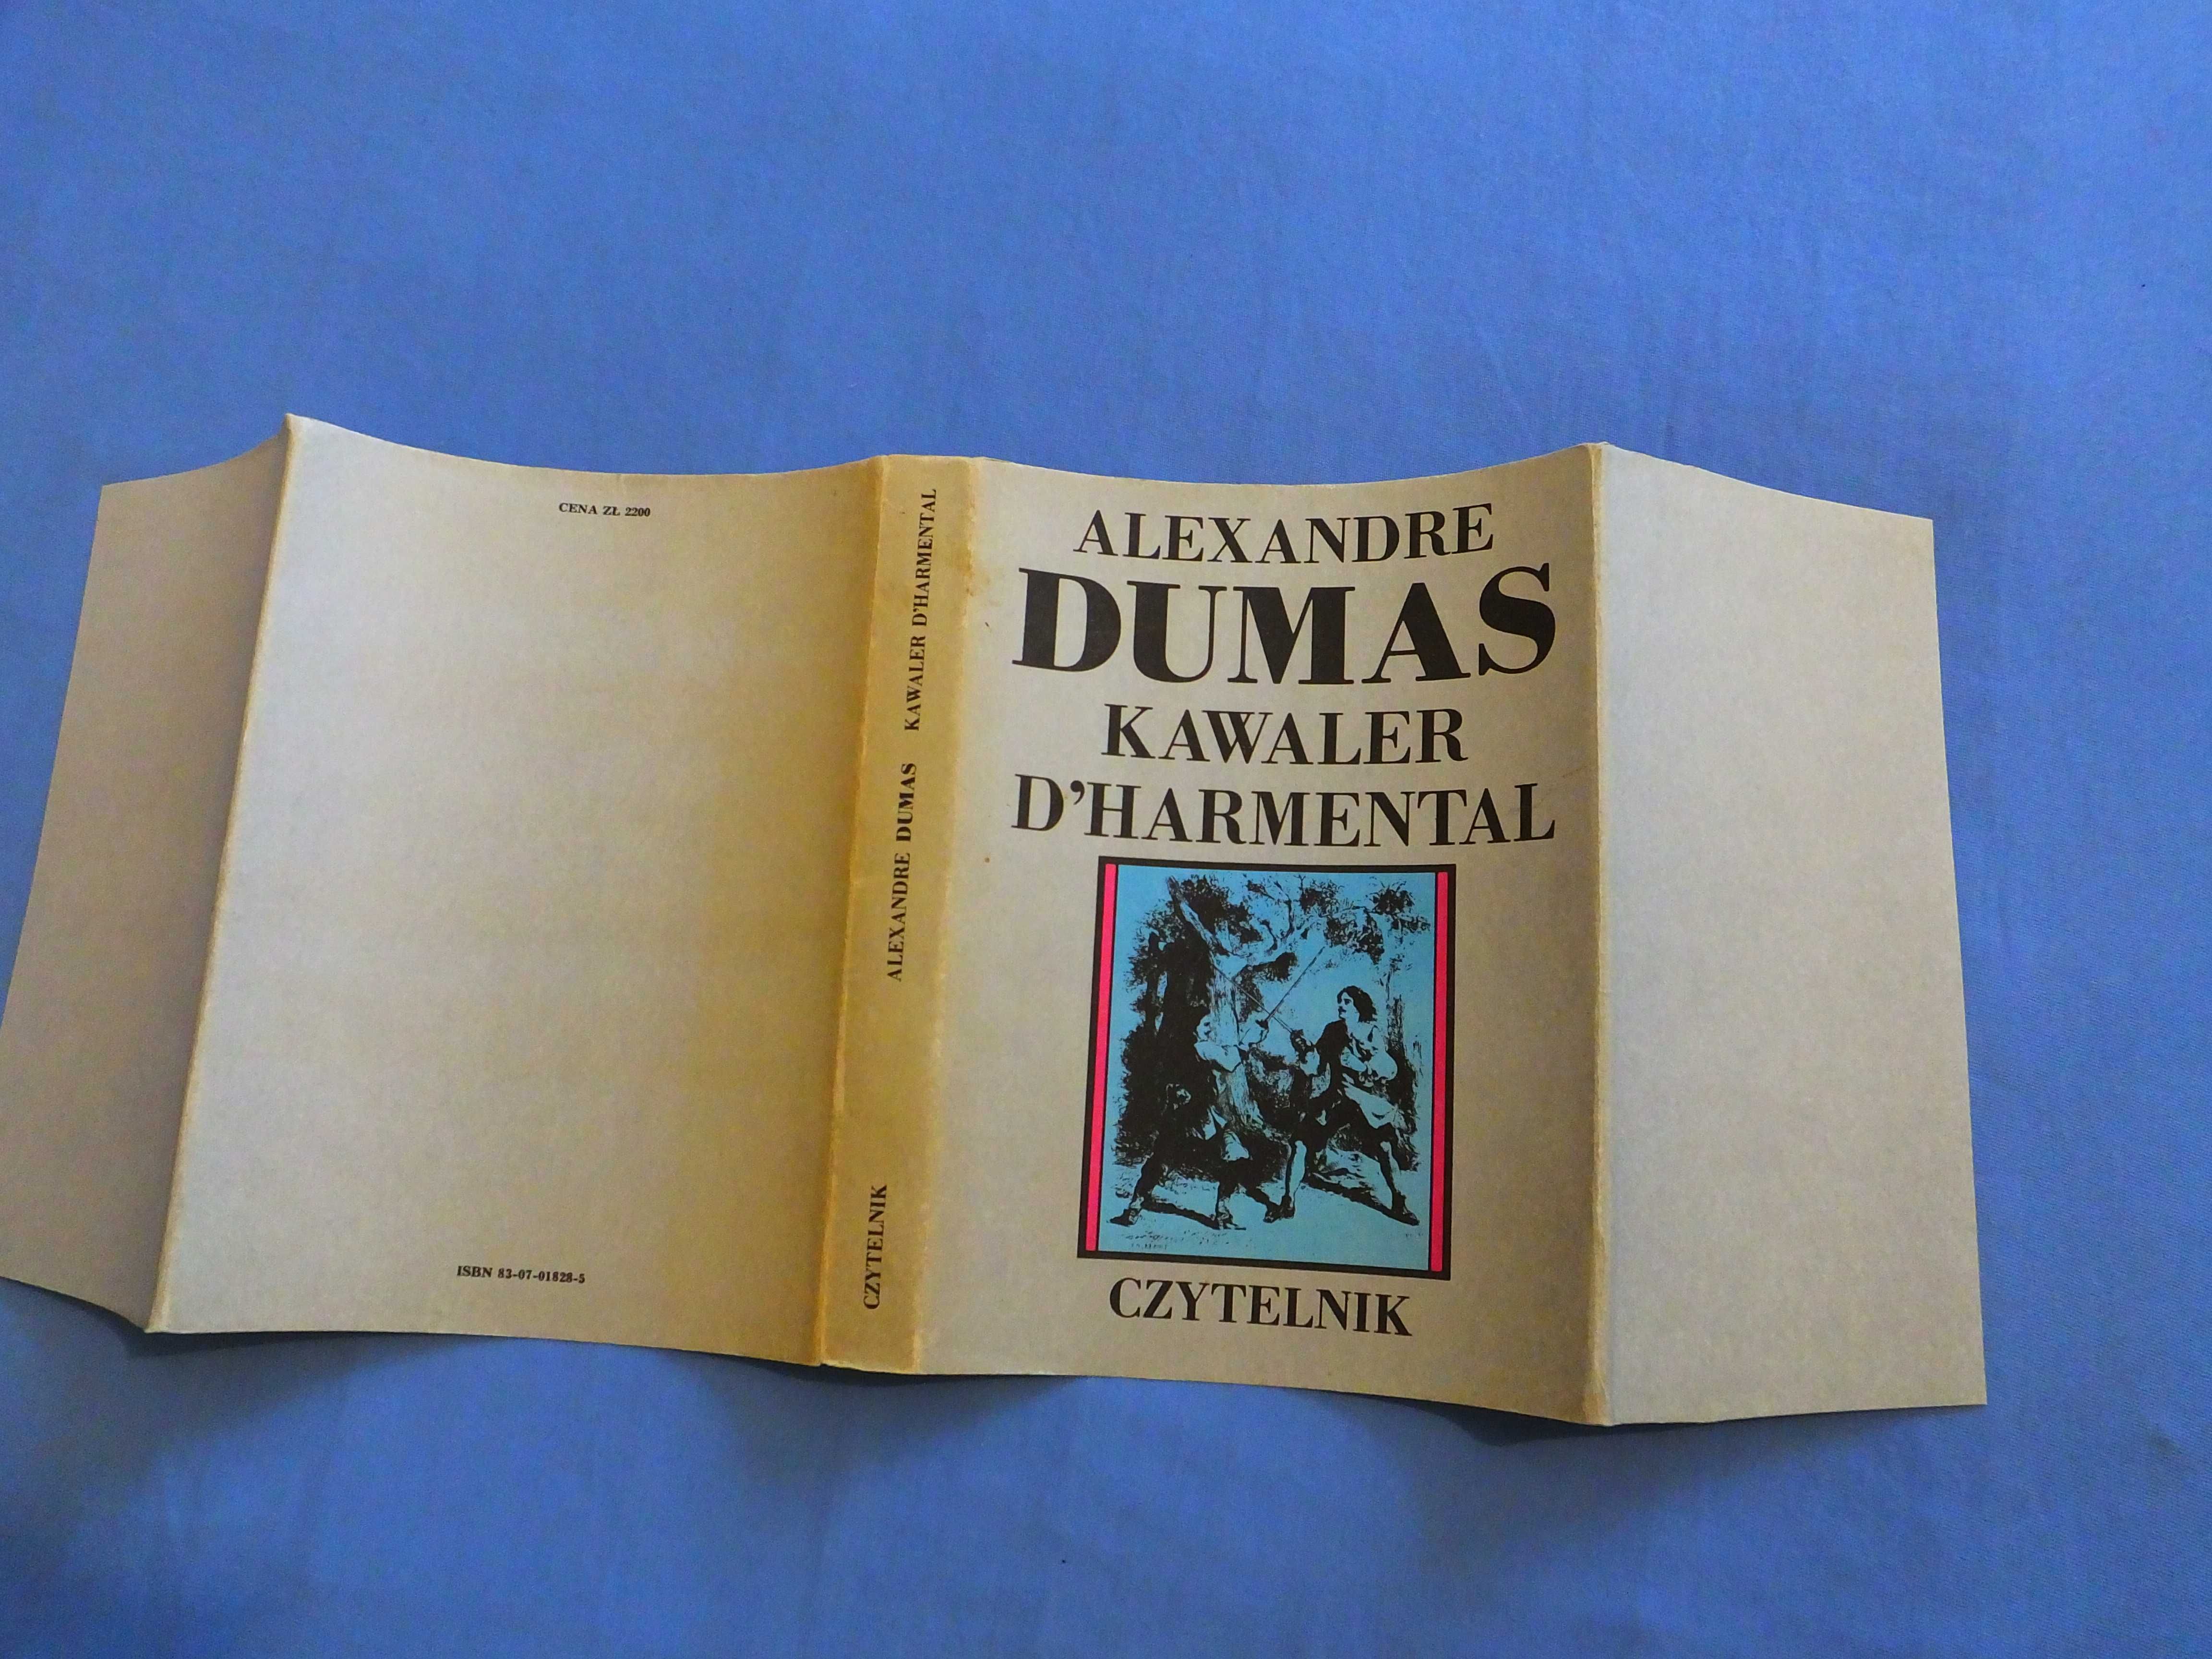 CENA ZŁ 2200
ISBN 83-07-01828-5
ALEXANDRE DUMAS KAWALER D'HARMENTAL
CZYTELNIK
ALEXANDRE
DUMAS
KAWALER
D'HARMENTAL
CZYTELNIK